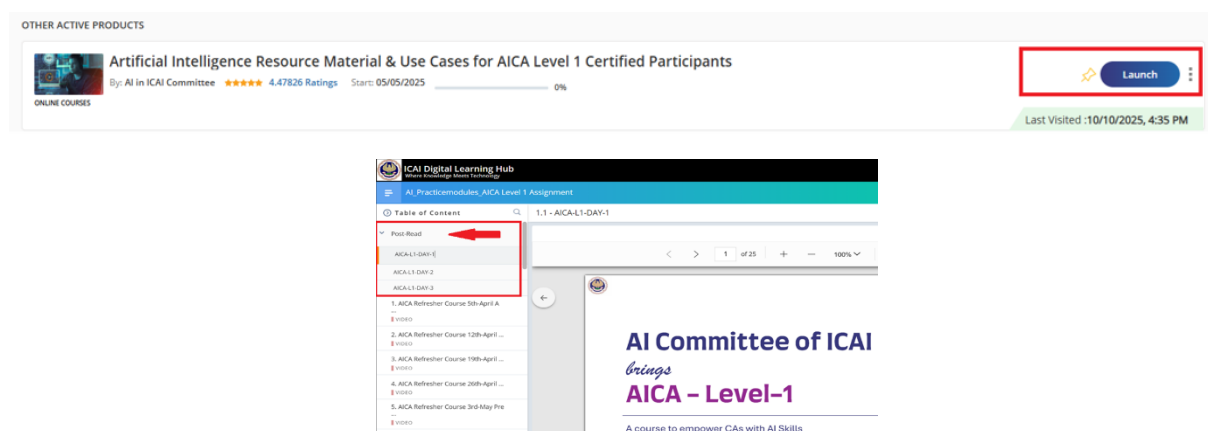 OTHER ACTIVE PRODUCTS
Artificial Intelligence Resource Material & Use Cases for AICA Level 1 Certified Participants
By: AI in ICAI Committee ★★★★★ 4.47826 Ratings Start: 05/05/2025 0%
Launch
ONLINE COURSES
Last Visited :10/10/2025, 4:35 PM
ICAI Digital Learning Hub
Where Knowledge Meets Technology
AI_Practicemodules_AICA Level 1 Assignment
Table of Content
1.1 - AICA-L1-DAY-1
Post-Read
AICA-L1-DAY-1
1 of 25 + — 100%
AICA-L1-DAY-2
AICA-L1-DAY-3
1. AICA Refresher Course 5th-April A
...
VIDEO
2. AICA Refresher Course 12th-April ...
VIDEO
3. AICA Refresher Course 19th-April ...
VIDEO
4. AICA Refresher Course 26th-April ...
VIDEO
5. AICA Refresher Course 3rd-May Pre
...
VIDEO
AI Committee of ICAI
brings
AICA – Level–1
A course to empower CAs with AI Skills